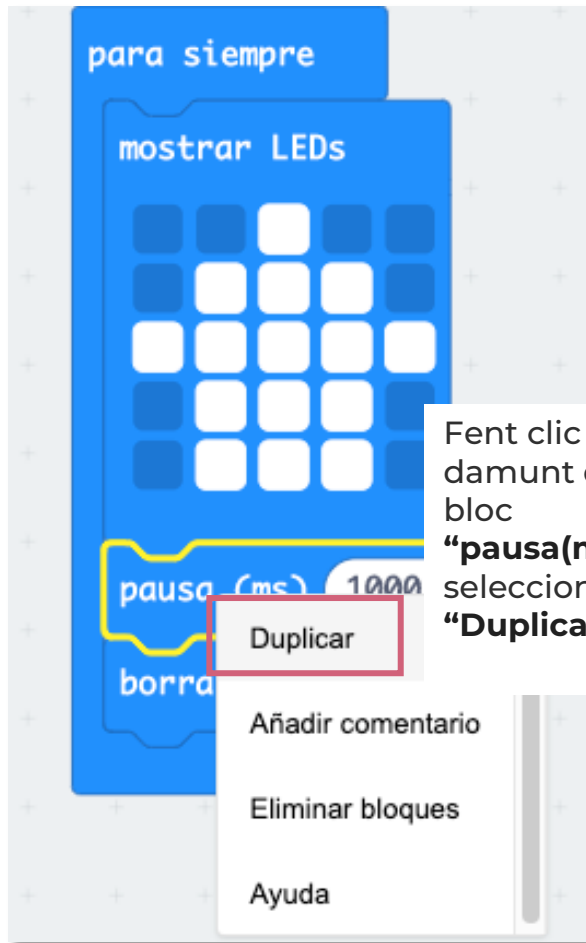 para siempre
mostrar LEDs
pausa (ms) 1000
Duplicar
borra
Añadir comentario
Eliminar bloques
Ayuda
Fent clic
damunt
bloc
“pausa(
seleccion
“Duplica